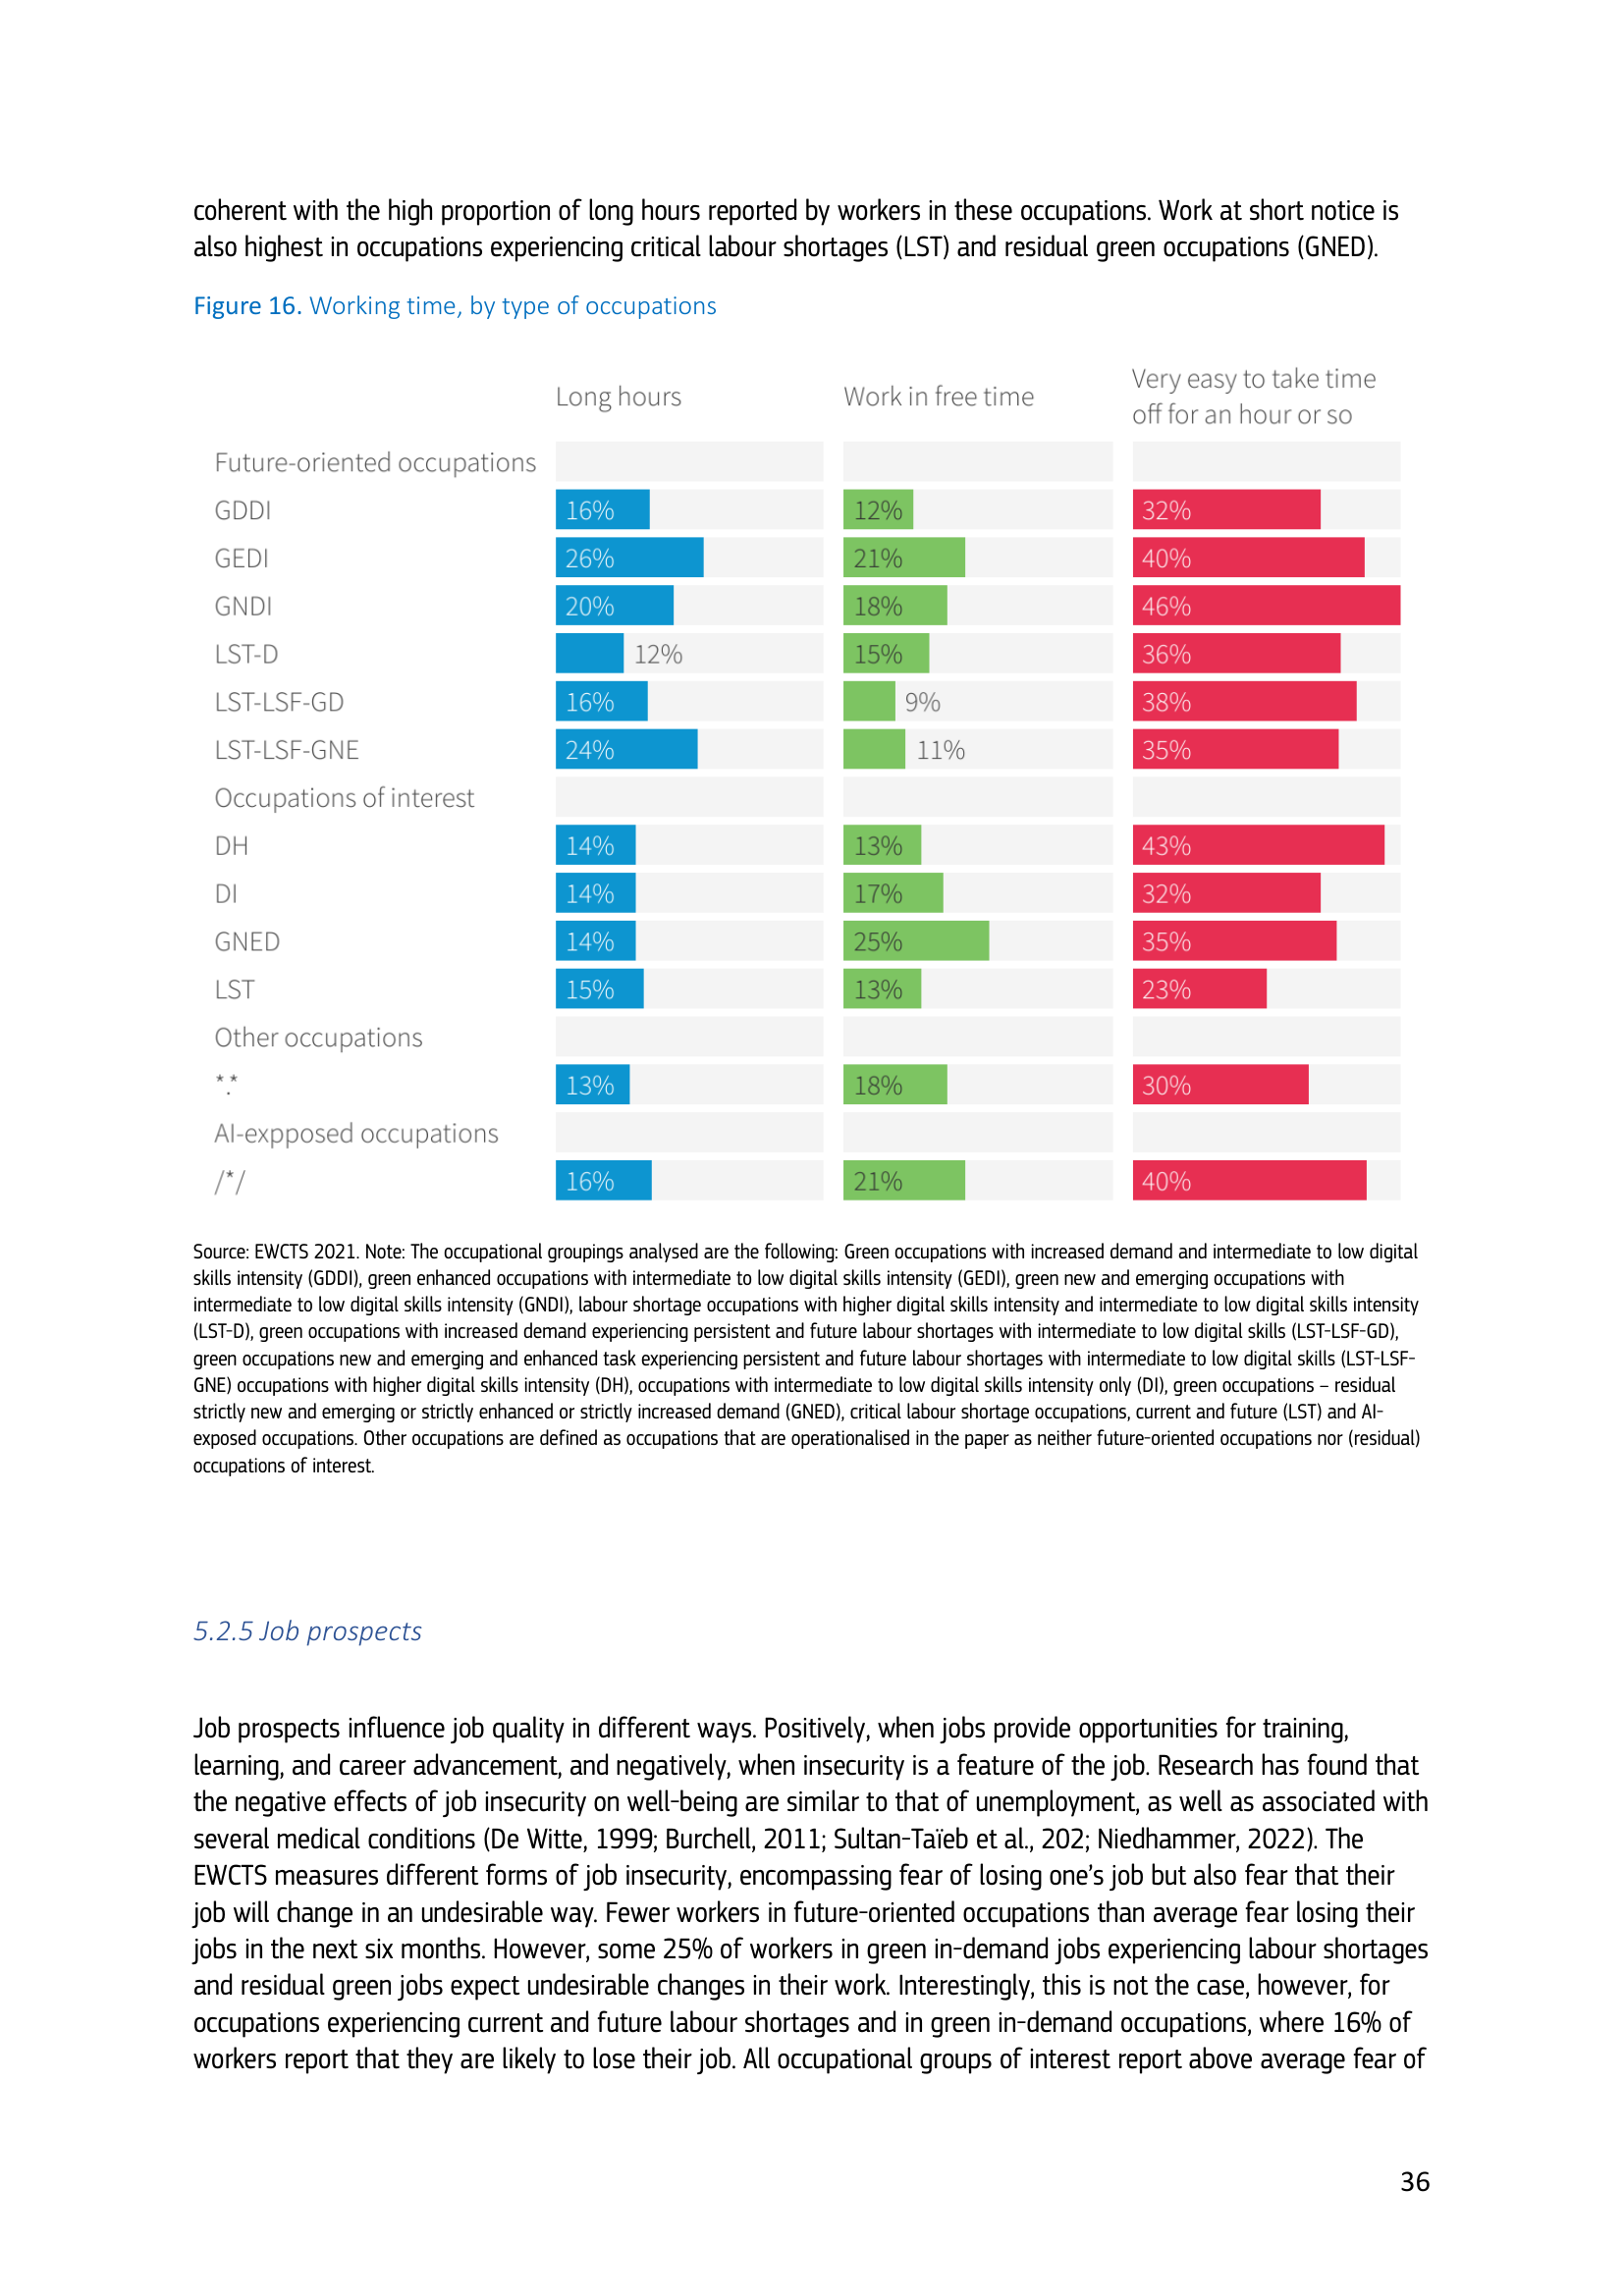 coherent with the high proportion of long hours reported by workers in these occupations. Work at short notice is
also highest in occupations experiencing critical labour shortages (LST) and residual green occupations (GNED).
Figure 16. Working time, by type of occupations
Long hours
Work in free time
Very easy to take time
off for an hour or so
Future-oriented occupations
GDDI 16% 12% 32%
GEDI 26% 21% 40%
GNDI 20% 18% 46%
LST-D 12% 15% 36%
LST-LSF-GD 16% 9% 38%
LST-LSF-GNE 24% 11% 35%
Occupations of interest
DH 14% 13% 43%
DI 14% 17% 32%
GNED 14% 25% 35%
LST 15% 13% 23%
Other occupations
*.* 13% 18% 30%
AI-expposed occupations
/*/ 16% 21% 40%
Source: EWCTS 2021. Note: The occupational groupings analysed are the following: Green occupations with increased demand and intermediate to low digital
skills intensity (GDDI), green enhanced occupations with intermediate to low digital skills intensity (GEDI), green new and emerging occupations with
intermediate to low digital skills intensity (GNDI), labour shortage occupations with higher digital skills intensity and intermediate to low digital skills intensity
(LST-D), green occupations with increased demand experiencing persistent and future labour shortages with intermediate to low digital skills (LST-LSF-GD),
green occupations new and emerging and enhanced task experiencing persistent and future labour shortages with intermediate to low digital skills (LST-LSF-
GNE) occupations with higher digital skills intensity (DH), occupations with intermediate to low digital skills intensity only (DI), green occupations – residual
strictly new and emerging or strictly enhanced or strictly increased demand (GNED), critical labour shortage occupations, current and future (LST) and AI-
exposed occupations. Other occupations are defined as occupations that are operationalised in the paper as neither future-oriented occupations nor (residual)
occupations of interest.
5.2.5 Job prospects
Job prospects influence job quality in different ways. Positively, when jobs provide opportunities for training,
learning, and career advancement, and negatively, when insecurity is a feature of the job. Research has found that
the negative effects of job insecurity on well-being are similar to that of unemployment, as well as associated with
several medical conditions (De Witte, 1999; Burchell, 2011; Sultan-Taïeb et al., 202; Niedhammer, 2022). The
EWCTS measures different forms of job insecurity, encompassing fear of losing one’s job but also fear that their
job will change in an undesirable way. Fewer workers in future-oriented occupations than average fear losing their
jobs in the next six months. However, some 25% of workers in green in-demand jobs experiencing labour shortages
and residual green jobs expect undesirable changes in their work. Interestingly, this is not the case, however, for
occupations experiencing current and future labour shortages and in green in-demand occupations, where 16% of
workers report that they are likely to lose their job. All occupational groups of interest report above average fear of
36